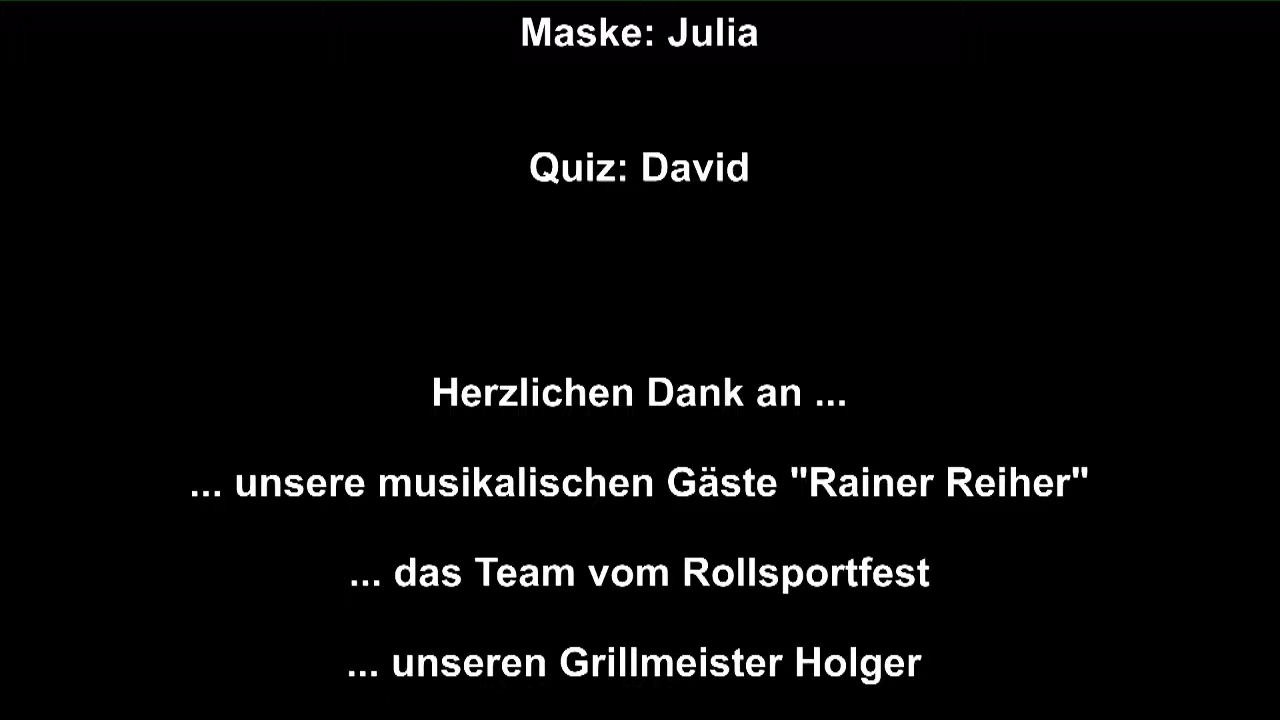 Maske: Julia
Quiz: David
Herzlichen Dank an ...
... unsere musikalischen Gäste "Rainer Reiher"
... das Team vom Rollsportfest
... unseren Grillmeister Holger